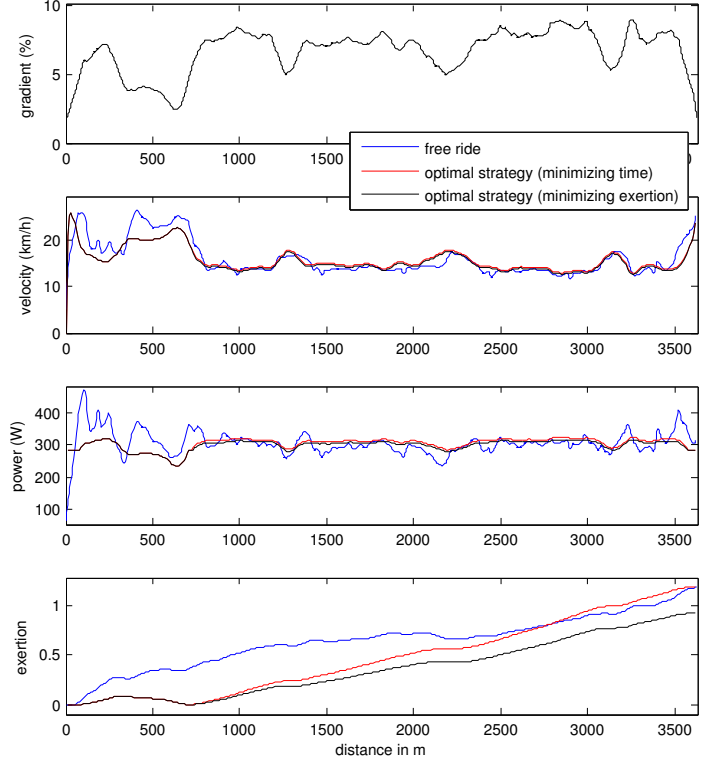 10
5
0
gradient (%)
0 500 1000 1500 2000 2500 3000
free ride
optimal strategy (minimizing time)
optimal strategy (minimizing exertion)
20
10
0
velocity (km/h)
0 500 1000 1500 2000 2500 3000 3500
400
300
200
100
power (W)
0 500 1000 1500 2000 2500 3000 3500
1
0.5
0
exertion
0 500 1000 1500 2000 2500 3000 3500
distance in m